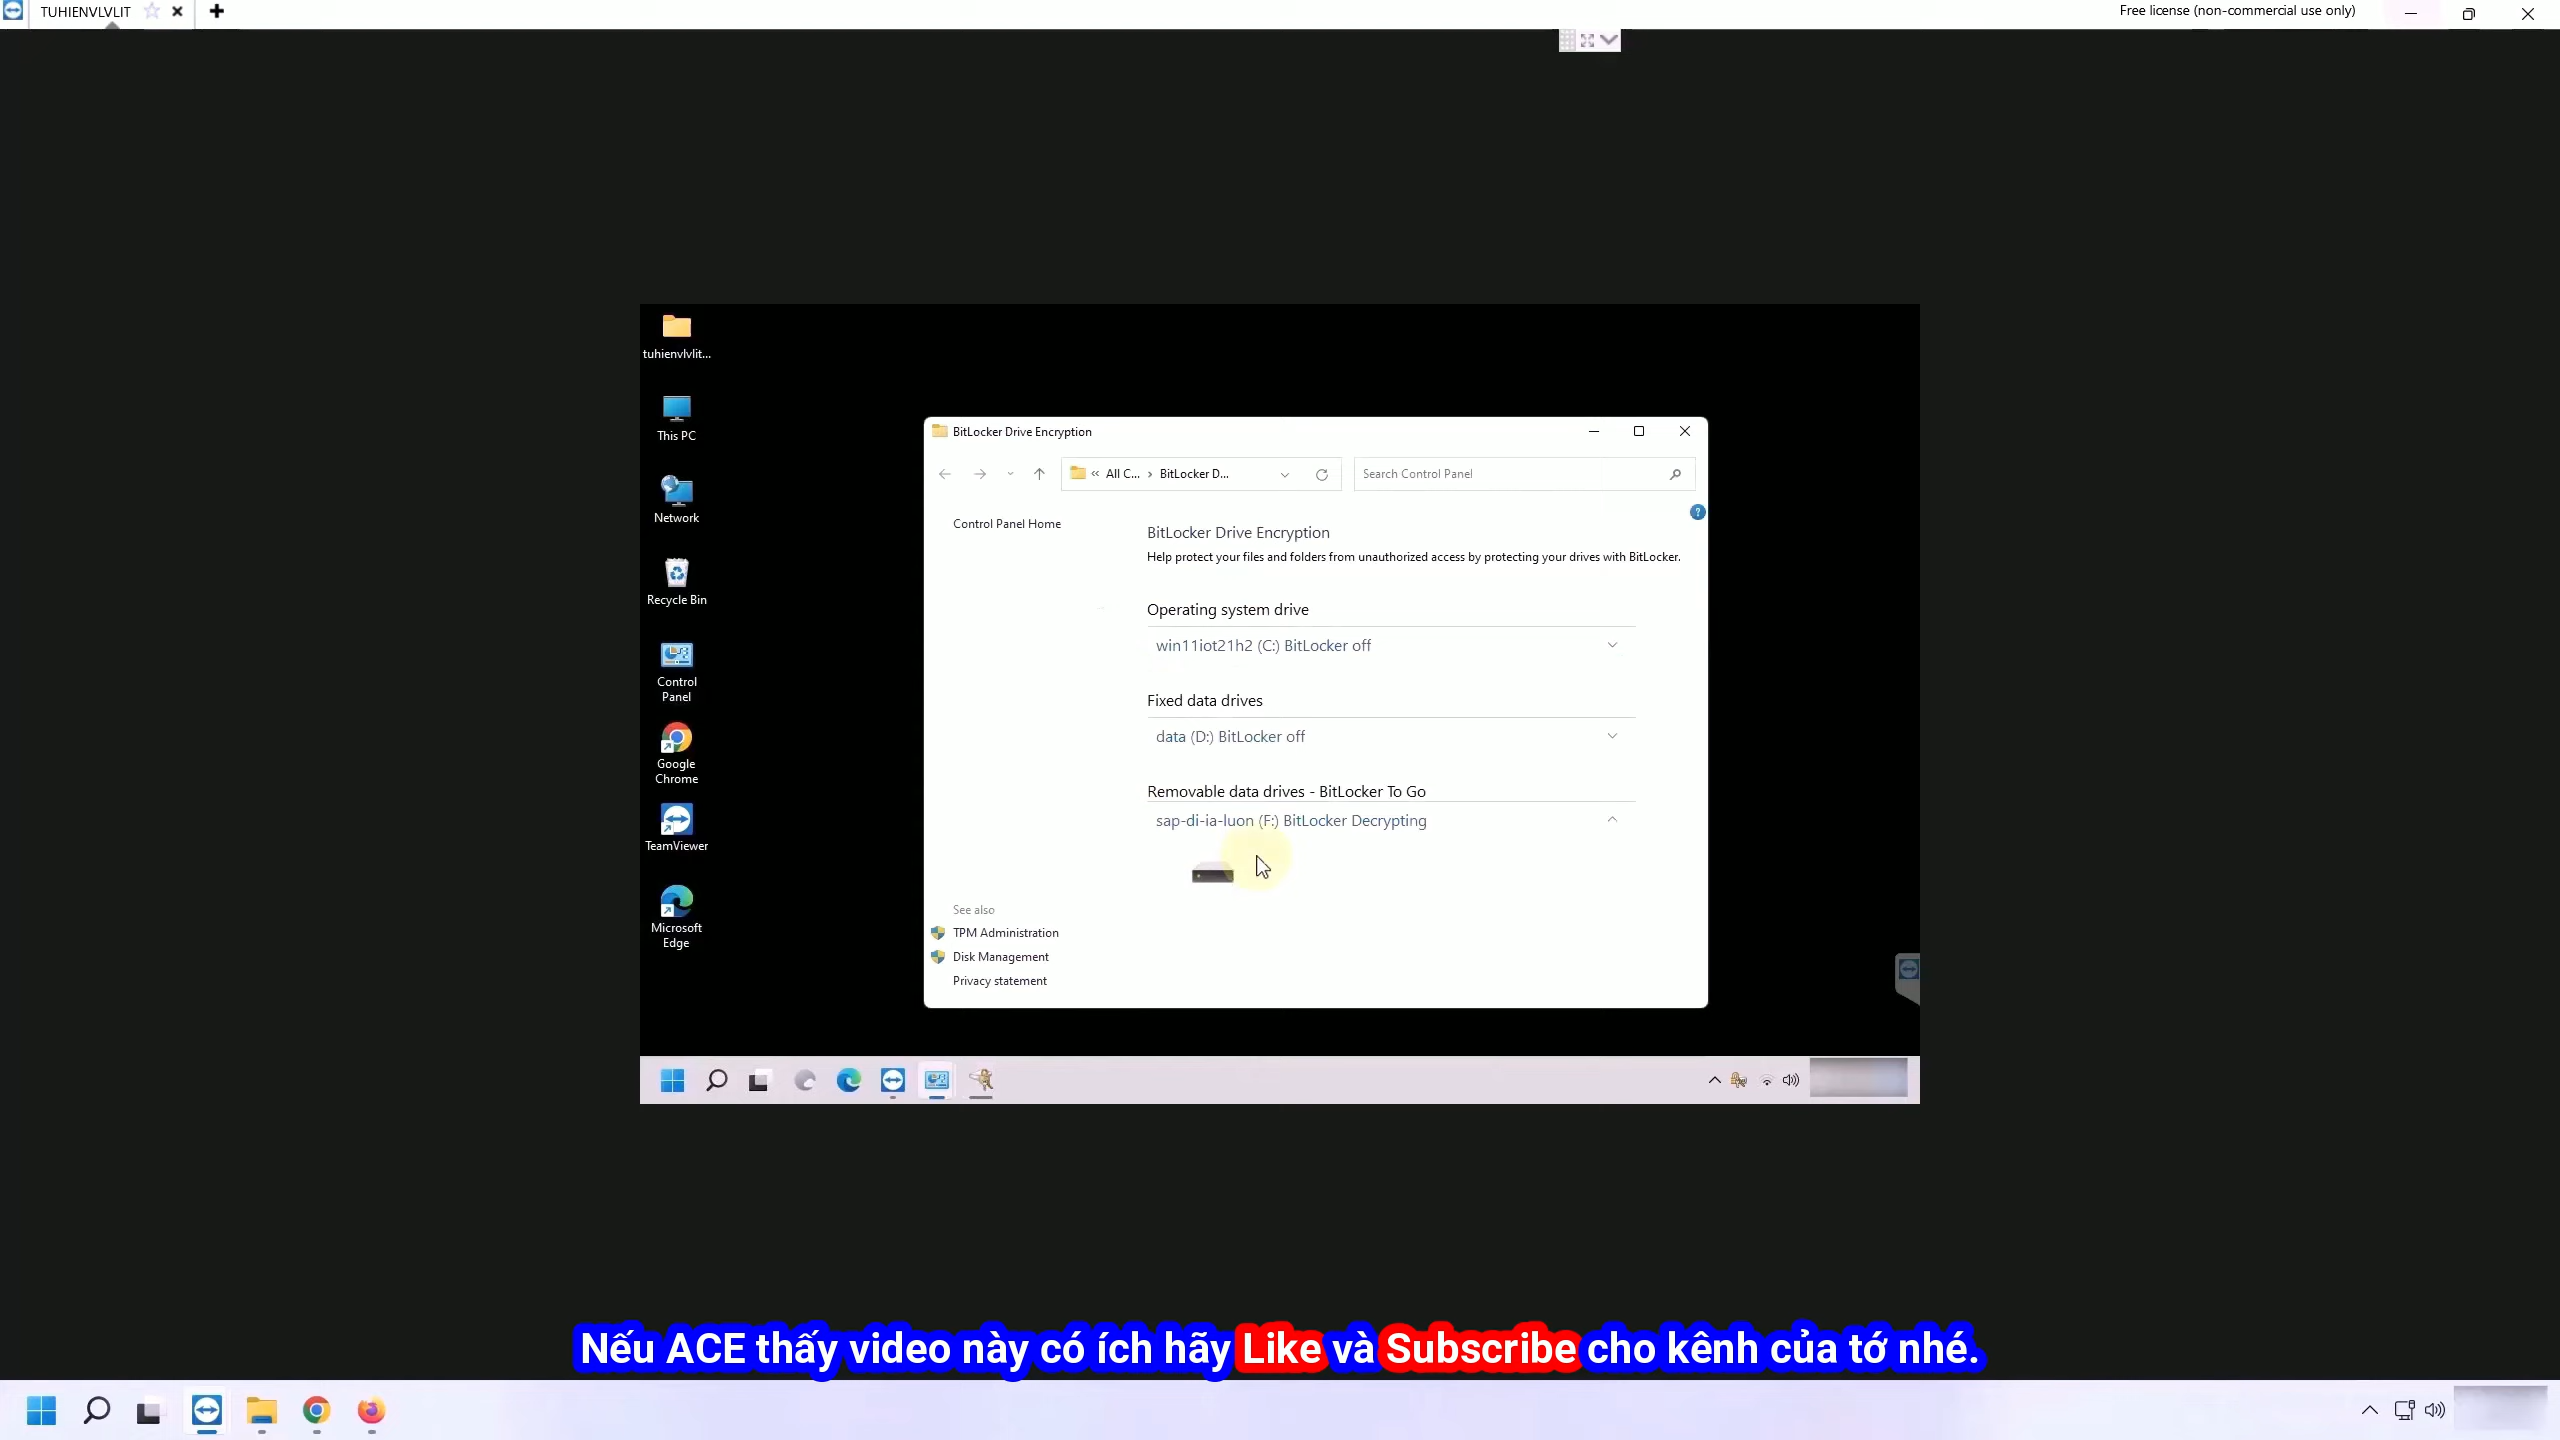 TUHIENVLVLIT
Free license (non-commercial use only)
tuhienvlvlit...
This PC
Network
Recycle Bin
Control
Panel
Google
Chrome
TeamViewer
Microsoft
Edge
BitLocker Drive Encryption
« All C... › BitLocker D...
Search Control Panel
Control Panel Home
BitLocker Drive Encryption
Help protect your files and folders from unauthorized access by protecting your drives with BitLocker.
Operating system drive
win11iot21h2 (C:) BitLocker off
Fixed data drives
data (D:) BitLocker off
Removable data drives - BitLocker To Go
sap-di-ia-luon (F:) BitLocker Decrypting
See also
TPM Administration
Disk Management
Privacy statement
Nếu ACE thấy video này có ích hãy Like và Subscribe cho kênh của tớ nhé.